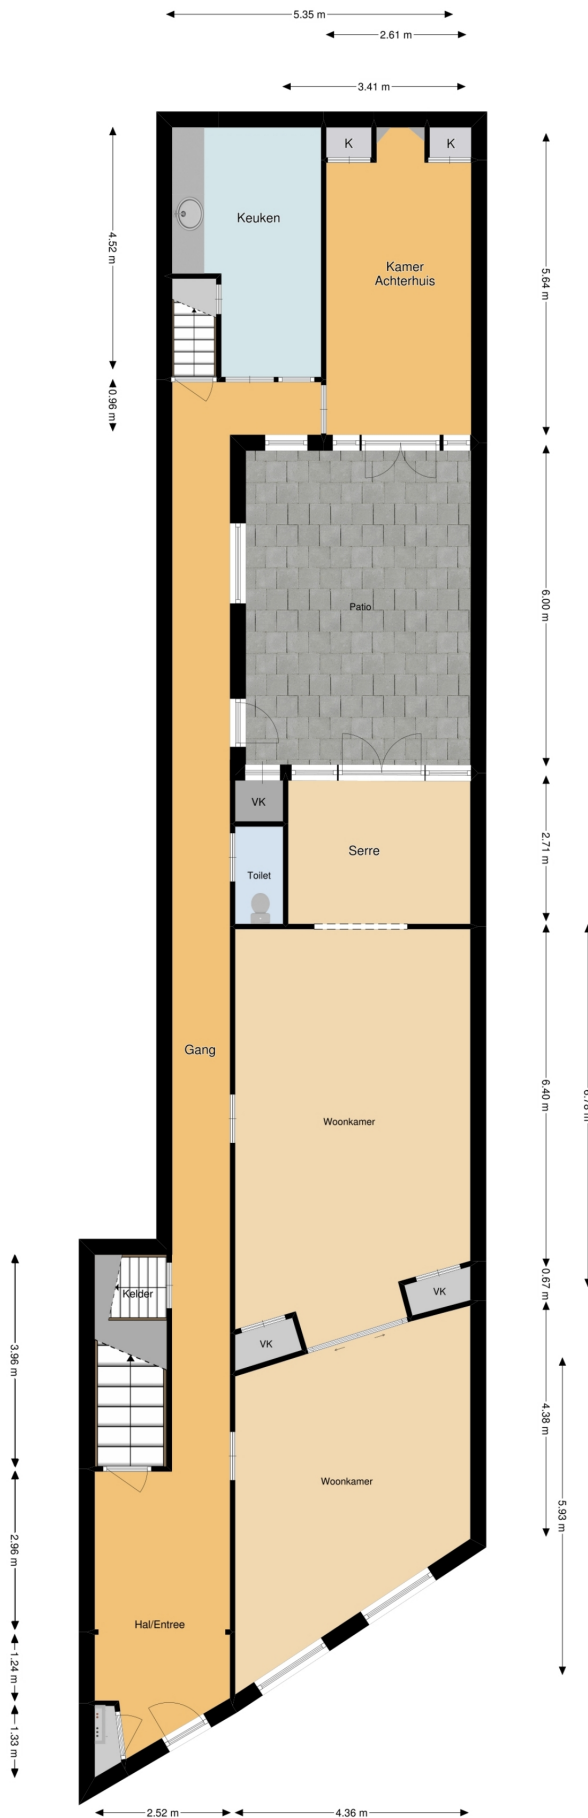 5.35 m
2.61 m
3.41 m
K
K
4.52 m
Keuken
Kamer
Achterhuis
5.64 m
0.96 m
Patio
6.00 m
VK
Serre
2.71 m
Toilet
Gang
6.40 m
Woonkamer
Kelder
0.67 m
VK
VK
3.96 m
4.38 m
Woonkamer
5.93 m
2.96 m
Hal/Entree
1.24 m
1.33 m
2.52 m
4.36 m